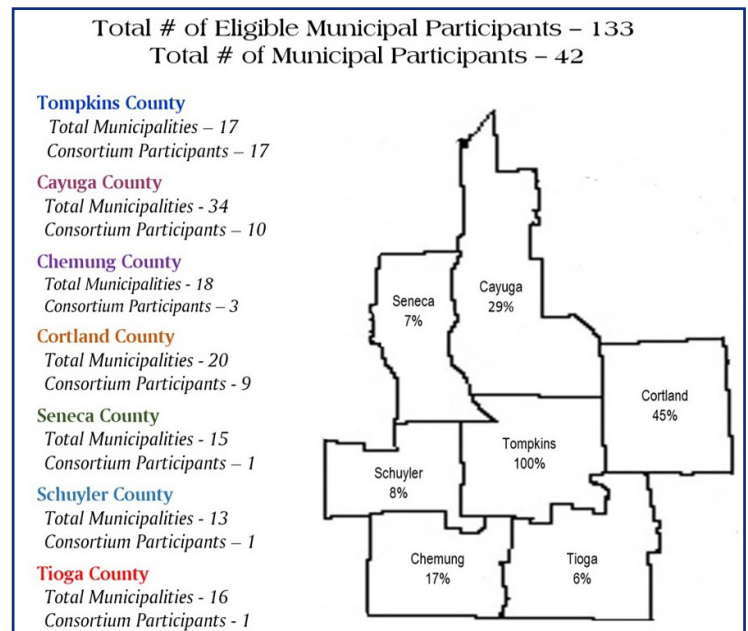 Total # of Eligible Municipal Participants – 133
Total # of Municipal Participants – 42
Tompkins County
Total Municipalities – 17
Consortium Participants – 17
Cayuga County
Total Municipalities - 34
Consortium Participants – 10
Chemung County
Total Municipalities - 18
Consortium Participants – 3
Cortland County
Total Municipalities - 20
Consortium Participants - 9
Seneca County
Total Municipalities - 15
Consortium Participants – 1
Schuyler County
Total Municipalities - 13
Consortium Participants – 1
Tioga County
Total Municipalities - 16
Consortium Participants - 1
Seneca
7%
Cayuga
29%
Cortland
45%
Tompkins
100%
Schuyler
8%
Chemung
17%
Tioga
6%